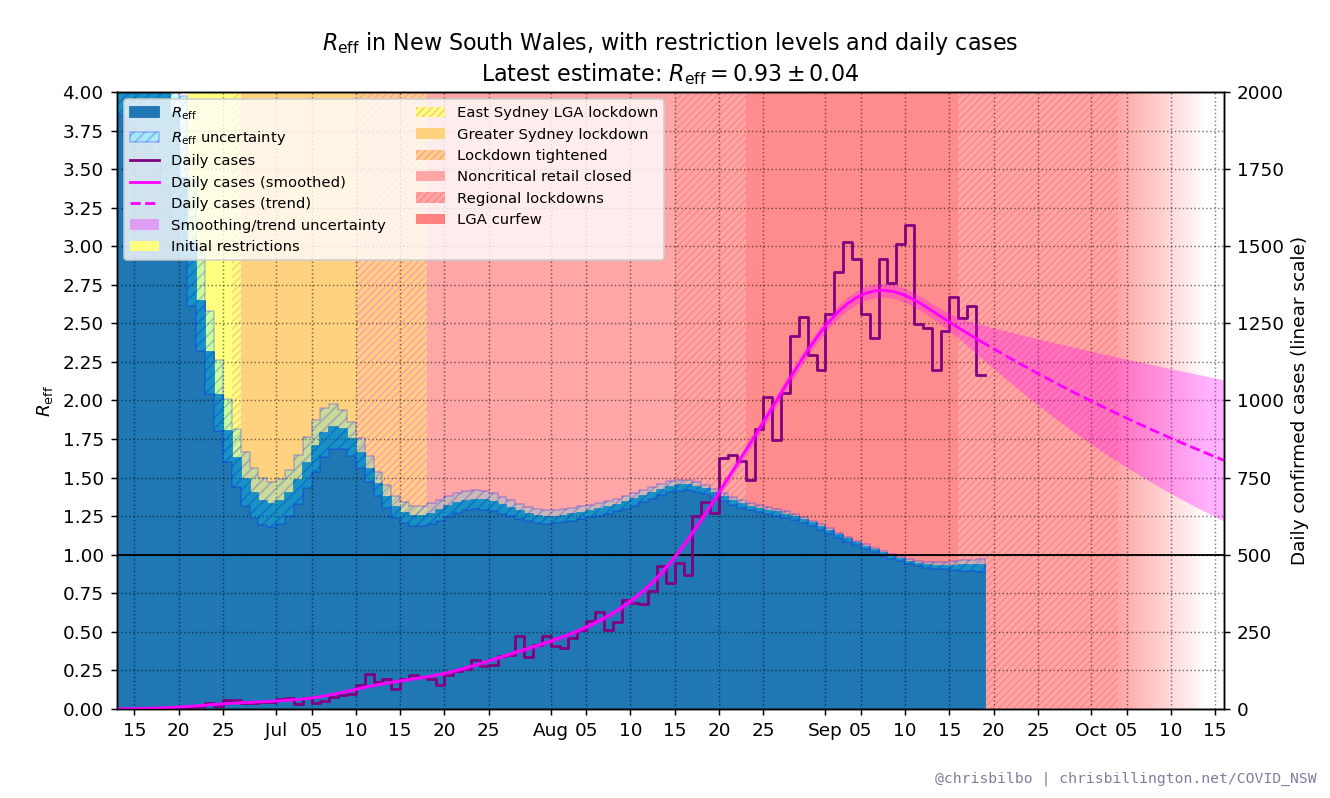 Reff in New South Wales, with restriction levels and daily cases
Latest estimate: Reff = 0.93 ± 0.04
4.00
3.75
3.50
3.25
3.00
2.75
2.50
2.25
2.00
1.75
1.50
1.25
1.00
0.75
0.50
0.25
0.00
Reff
Reff
Reff uncertainty
Daily cases
Daily cases (smoothed)
Daily cases (trend)
Smoothing/trend uncertainty
Initial restrictions
East Sydney LGA lockdown
Greater Sydney lockdown
Lockdown tightened
Noncritical retail closed
Regional lockdowns
LGA curfew
2000
1750
1500
1250
1000
750
500
250
0
Daily confirmed cases (linear scale)
15 20 25 Jul 05 10 15 20 25 Aug 05 10 15 20 25 Sep 05 10 15 20 25 Oct 05 10 15
@chrisbilbo | chrisbillington.net/COVID_NSW